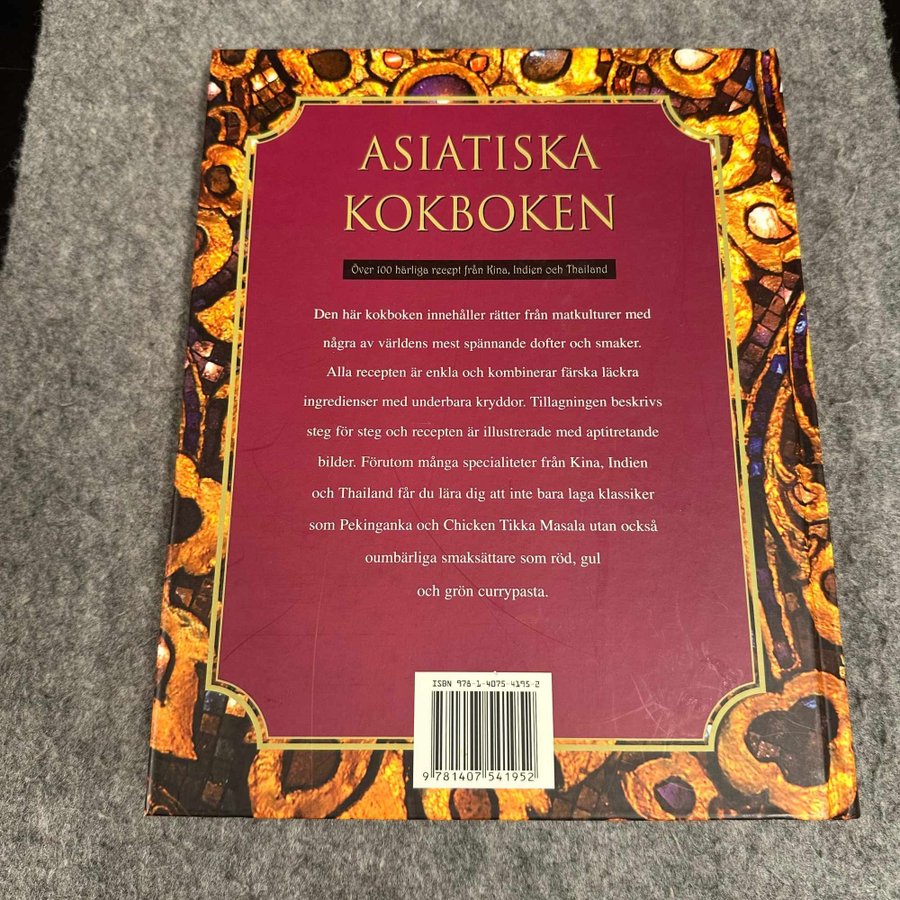 ASIATISKA
KOKBOKEN
Över 100 härliga recept från Kina, Indien och Thailand
Den här kokboken innehåller rätter från matkulturer med
några av världens mest spännande dofter och smaker.
Alla recepten är enkla och kombinerar färska läckra
ingredienser med underbara kryddor. Tillagningen beskrivs
steg för steg och recepten är illustrerade med aptitretande
bilder. Förutom många specialiteter från Kina, Indien
och Thailand får du lära dig att inte bara laga klassiker
som Pekinganka och Chicken Tikka Masala utan också
oumbärliga smaksättare som röd, gul
och grön currypasta.
ISBN 978-1-4075-4195-2
9 781407 541952